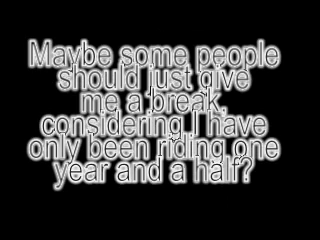 Maybe some people
should just give
me a break,
considering I have
only been riding one
year and a half?